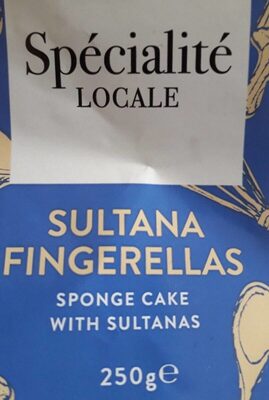 Spécialité
LOCALE
SULTANA
FINGERELLAS
SPONGE CAKE
WITH SULTANAS
250g℮